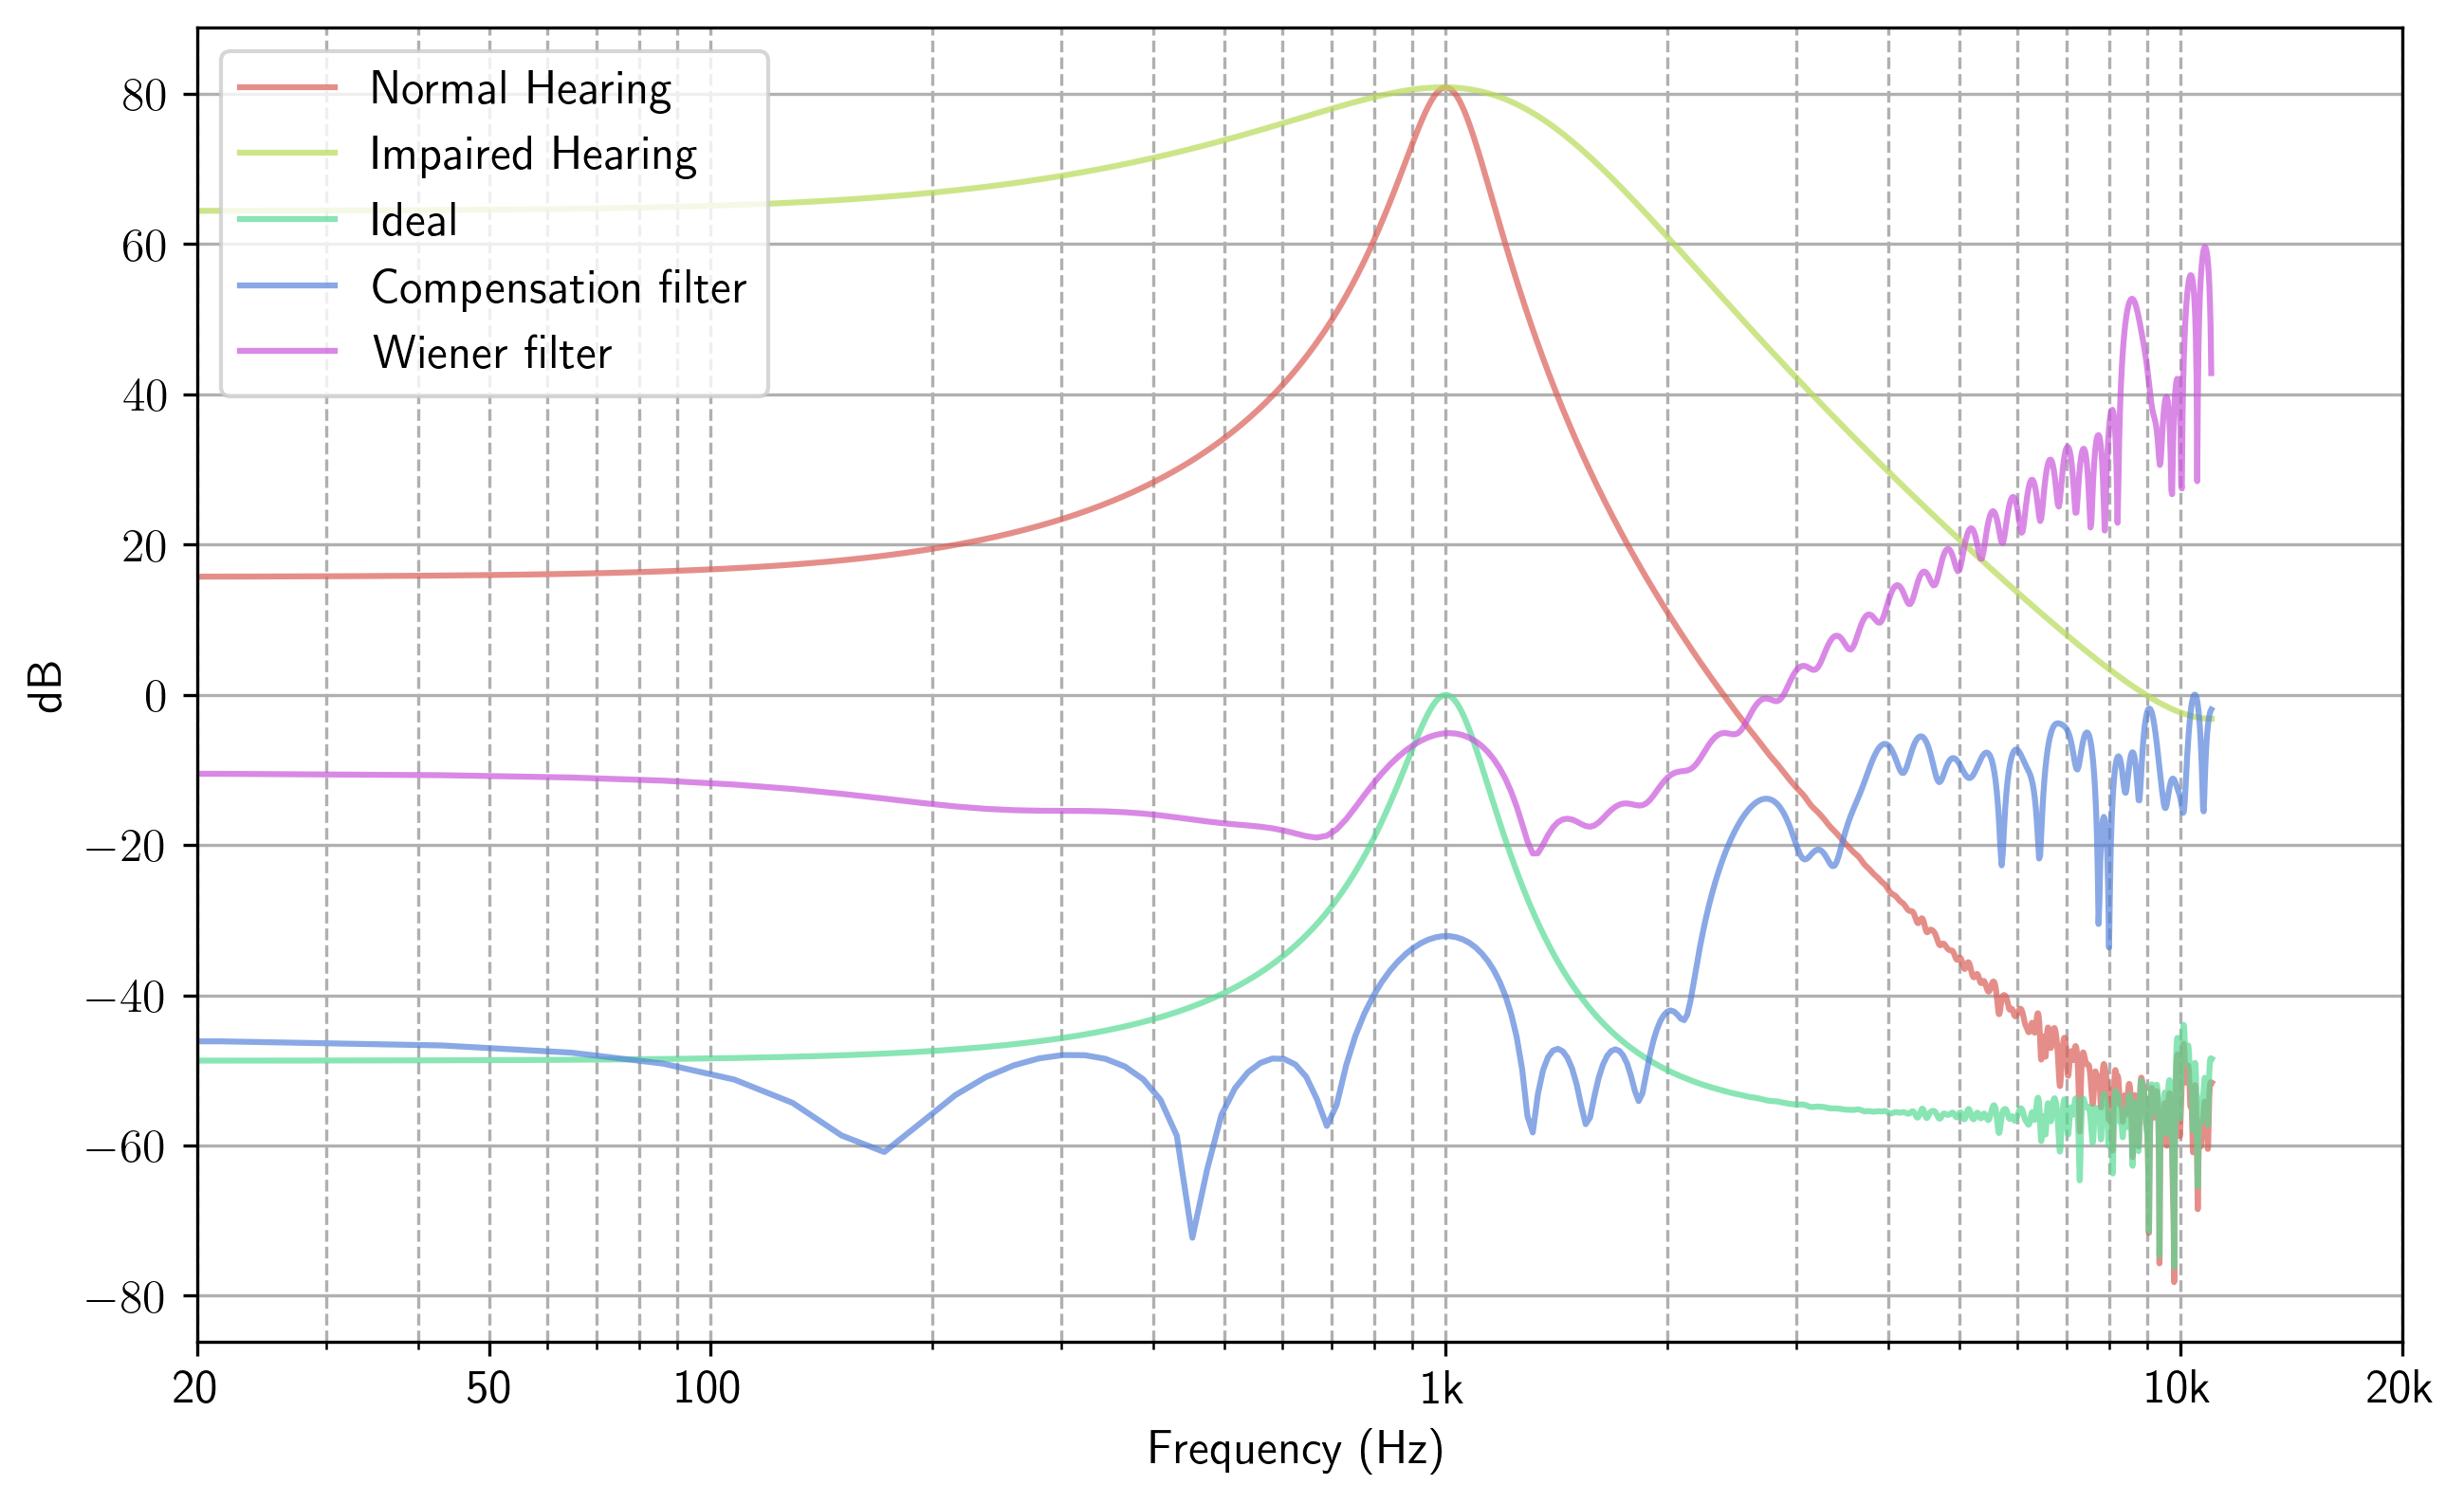 Normal Hearing
Impaired Hearing
Ideal
Compensation filter
Wiener filter
80
60
40
20
0
−20
−40
−60
−80
dB
20 50 100 1k 10k 20k
Frequency (Hz)